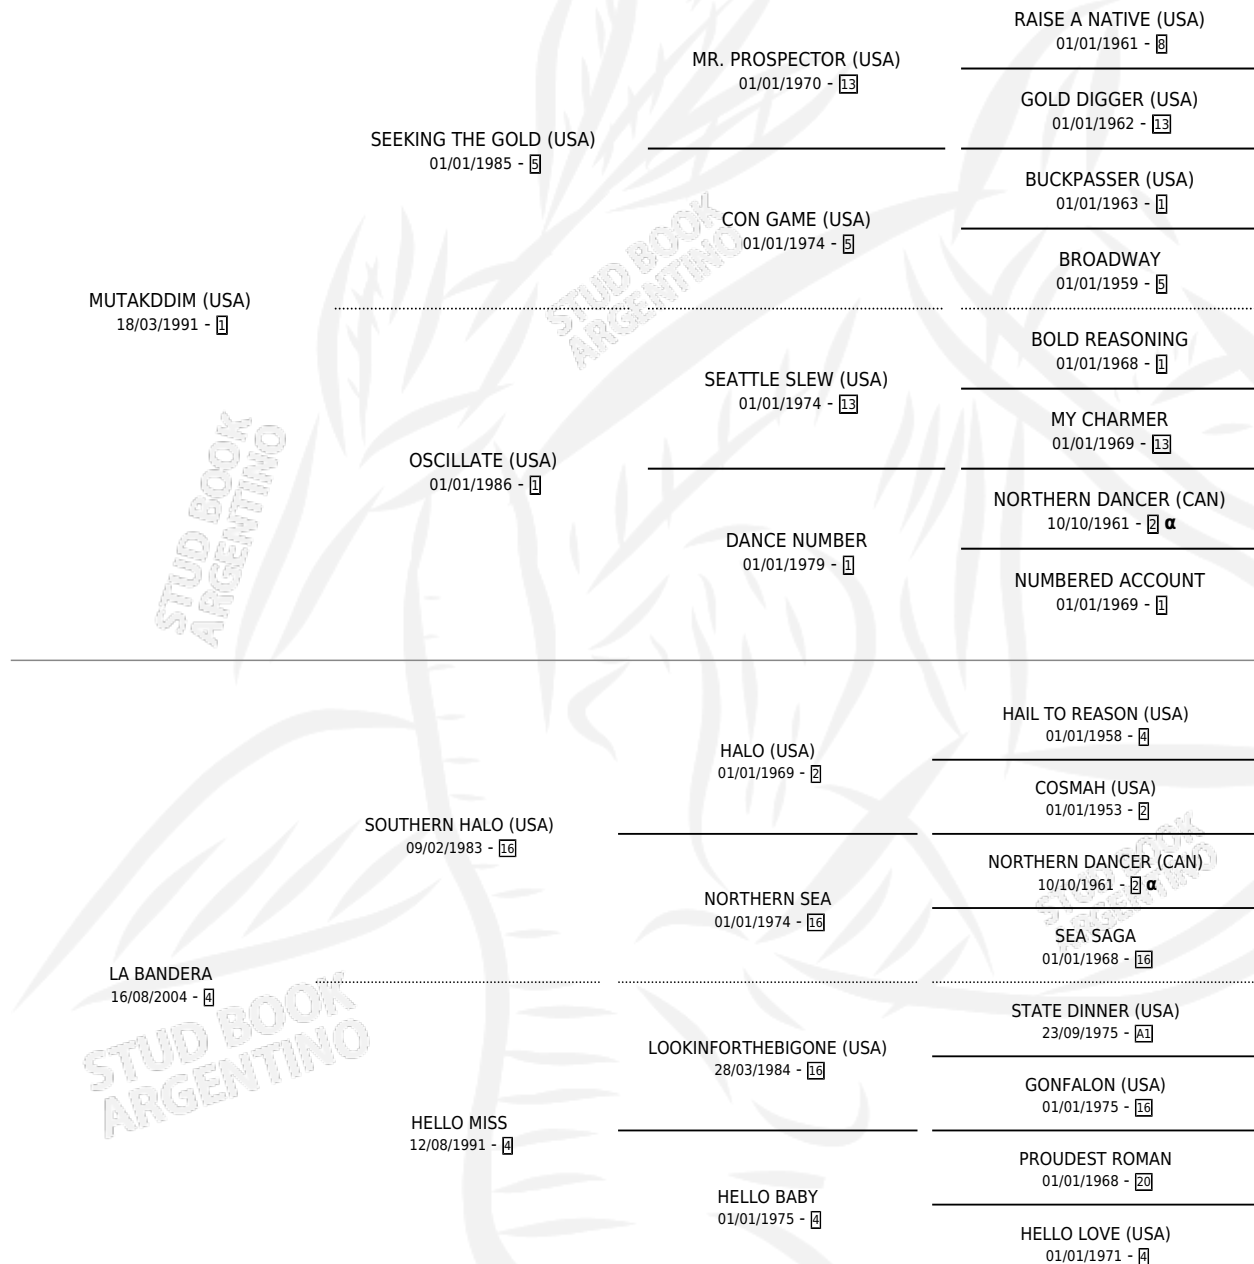 RAISE A NATIVE (USA)
01/01/1961 - 8
MR. PROSPECTOR (USA)
01/01/1970 - 13
GOLD DIGGER (USA)
01/01/1962 - 13
SEEKING THE GOLD (USA)
01/01/1985 - 5
BUCKPASSER (USA)
01/01/1963 - 1
CON GAME (USA)
01/01/1974 - 5
BROADWAY
01/01/1959 - 5
MUTAKDDIM (USA)
18/03/1991 - 1
BOLD REASONING
01/01/1968 - 1
SEATTLE SLEW (USA)
01/01/1974 - 13
MY CHARMER
01/01/1969 - 13
OSCILLATE (USA)
01/01/1986 - 1
NORTHERN DANCER (CAN)
10/10/1961 - 2 α
DANCE NUMBER
01/01/1979 - 1
NUMBERED ACCOUNT
01/01/1969 - 1
HAIL TO REASON (USA)
01/01/1958 - 4
HALO (USA)
01/01/1969 - 2
COSMAH (USA)
01/01/1953 - 2
SOUTHERN HALO (USA)
09/02/1983 - 16
NORTHERN DANCER (CAN)
10/10/1961 - 2 α
NORTHERN SEA
01/01/1974 - 16
SEA SAGA
01/01/1968 - 16
LA BANDERA
16/08/2004 - 4
STATE DINNER (USA)
23/09/1975 - A1
LOOKINFORTHEBIGONE (USA)
28/03/1984 - 16
GONFALON (USA)
01/01/1975 - 16
HELLO MISS
12/08/1991 - 4
PROUDEST ROMAN
01/01/1968 - 20
HELLO BABY
01/01/1975 - 4
HELLO LOVE (USA)
01/01/1971 - 4
STUD BOOK
ARGENTINO
STUD BOOK
ARGENTINO
STUD BOOK
ARGENTINO
STUD BOOK
ARGENTINO